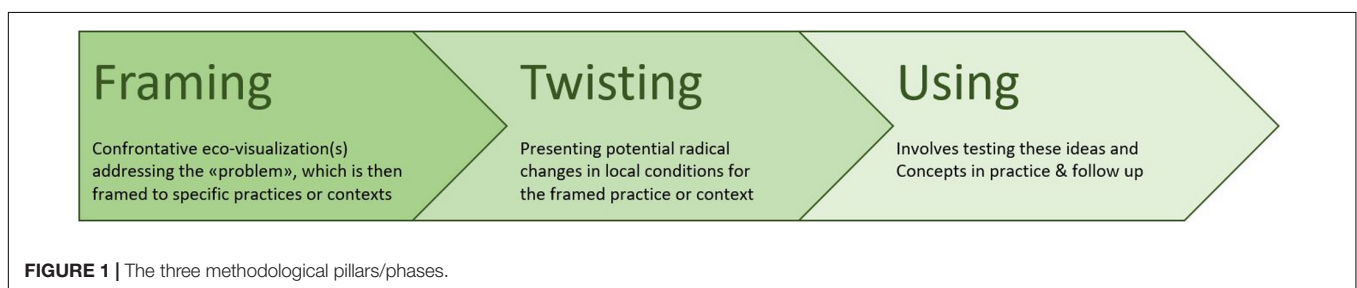 Framing
Confrontative eco-visualization(s)
addressing the «problem», which is then
framed to specific practices or contexts
Twisting
Presenting potential radical
changes in local conditions for
the framed practice or context
Using
Involves testing these ideas and
Concepts in practice & follow up
FIGURE 1 | The three methodological pillars/phases.